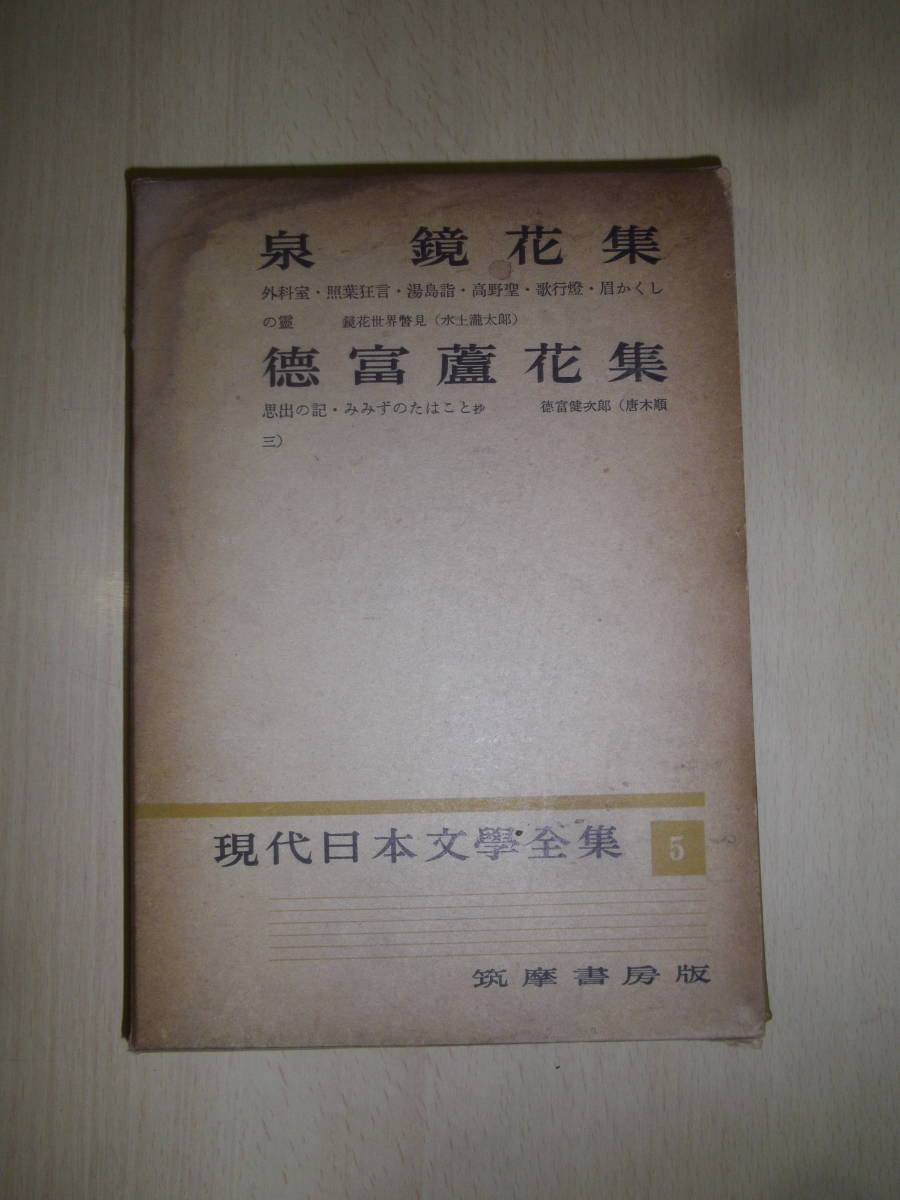 泉 鏡花集
外科室・照葉狂言・湯島詣・高野聖・歌行燈・眉かくし
の靈 鏡花世界瞥見（水上瀧太郎）
德富蘆花集
思出の記・みみずのたはこと抄 德富健次郎（唐木順
三）
現代日本文學全集 5
筑摩書房版